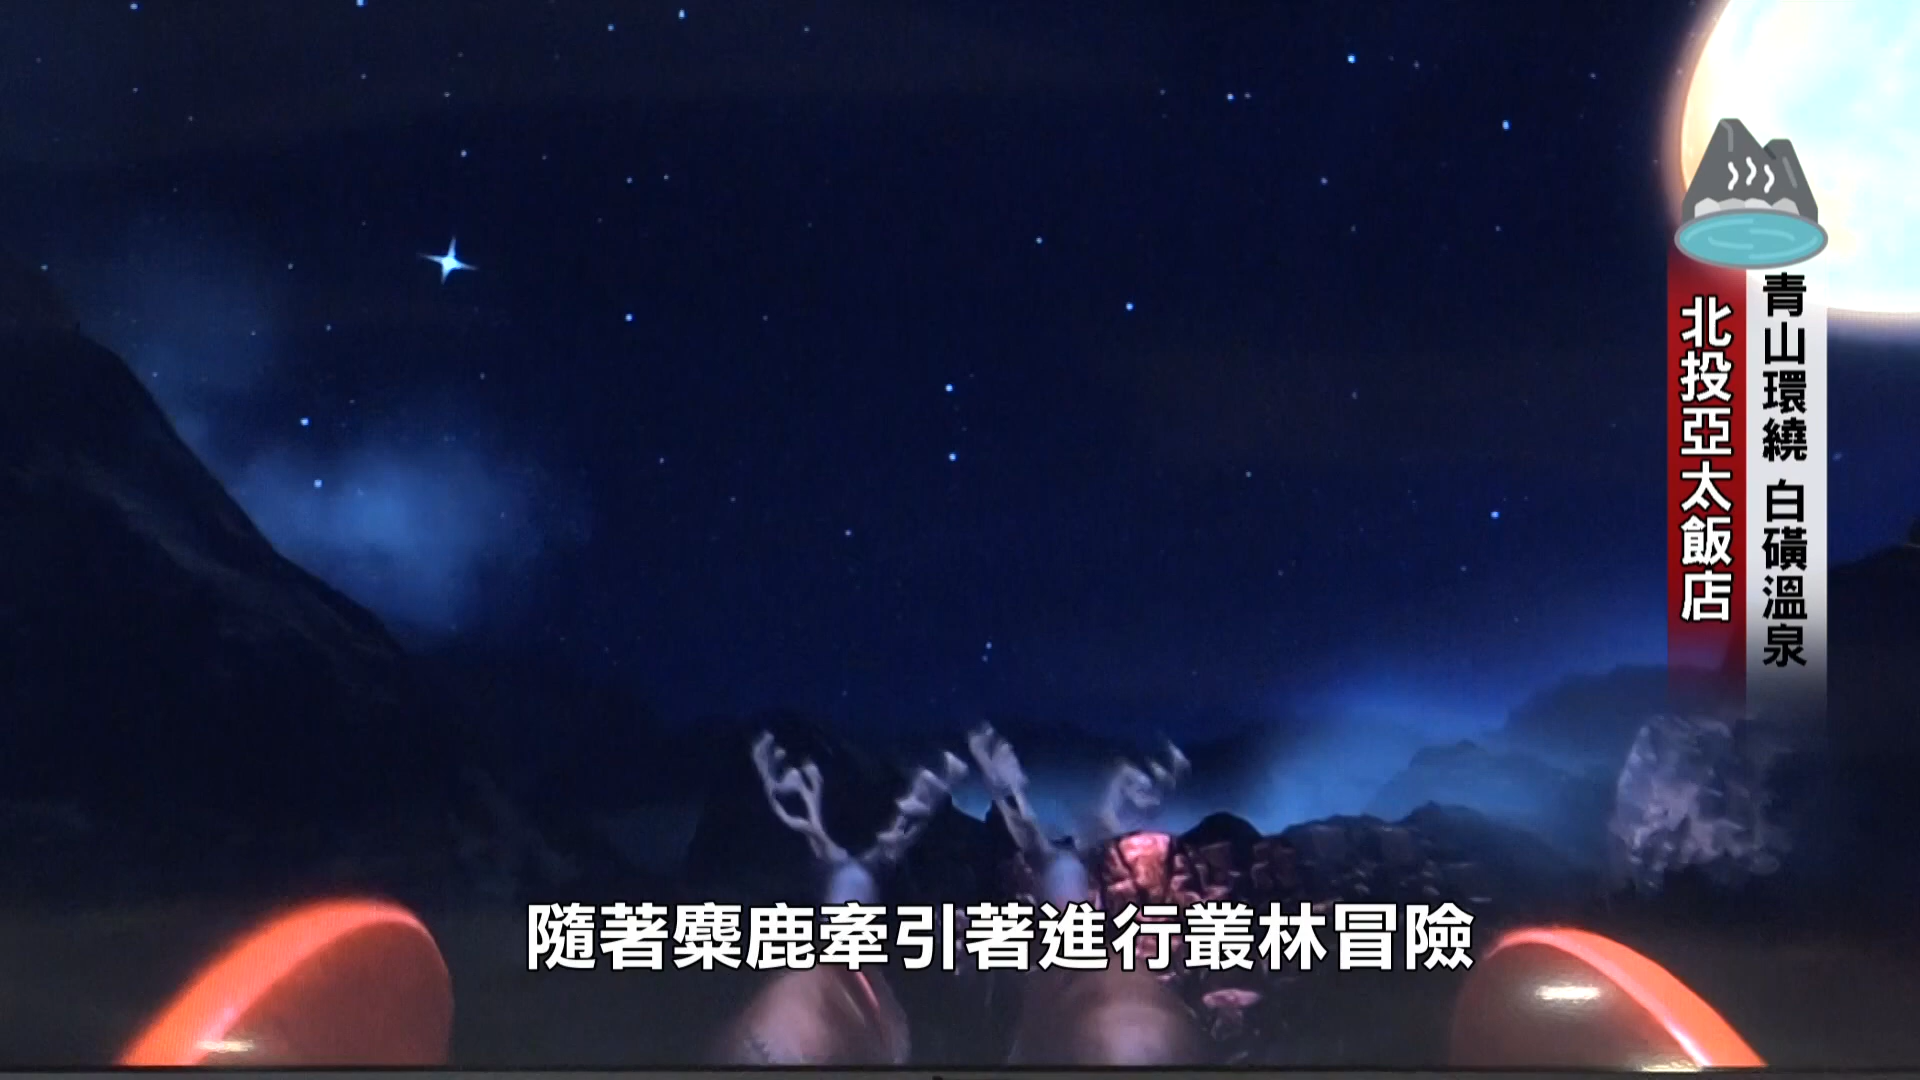 青山環繞 白磺溫泉
北投亞太飯店
隨著麋鹿牽引著進行叢林冒險